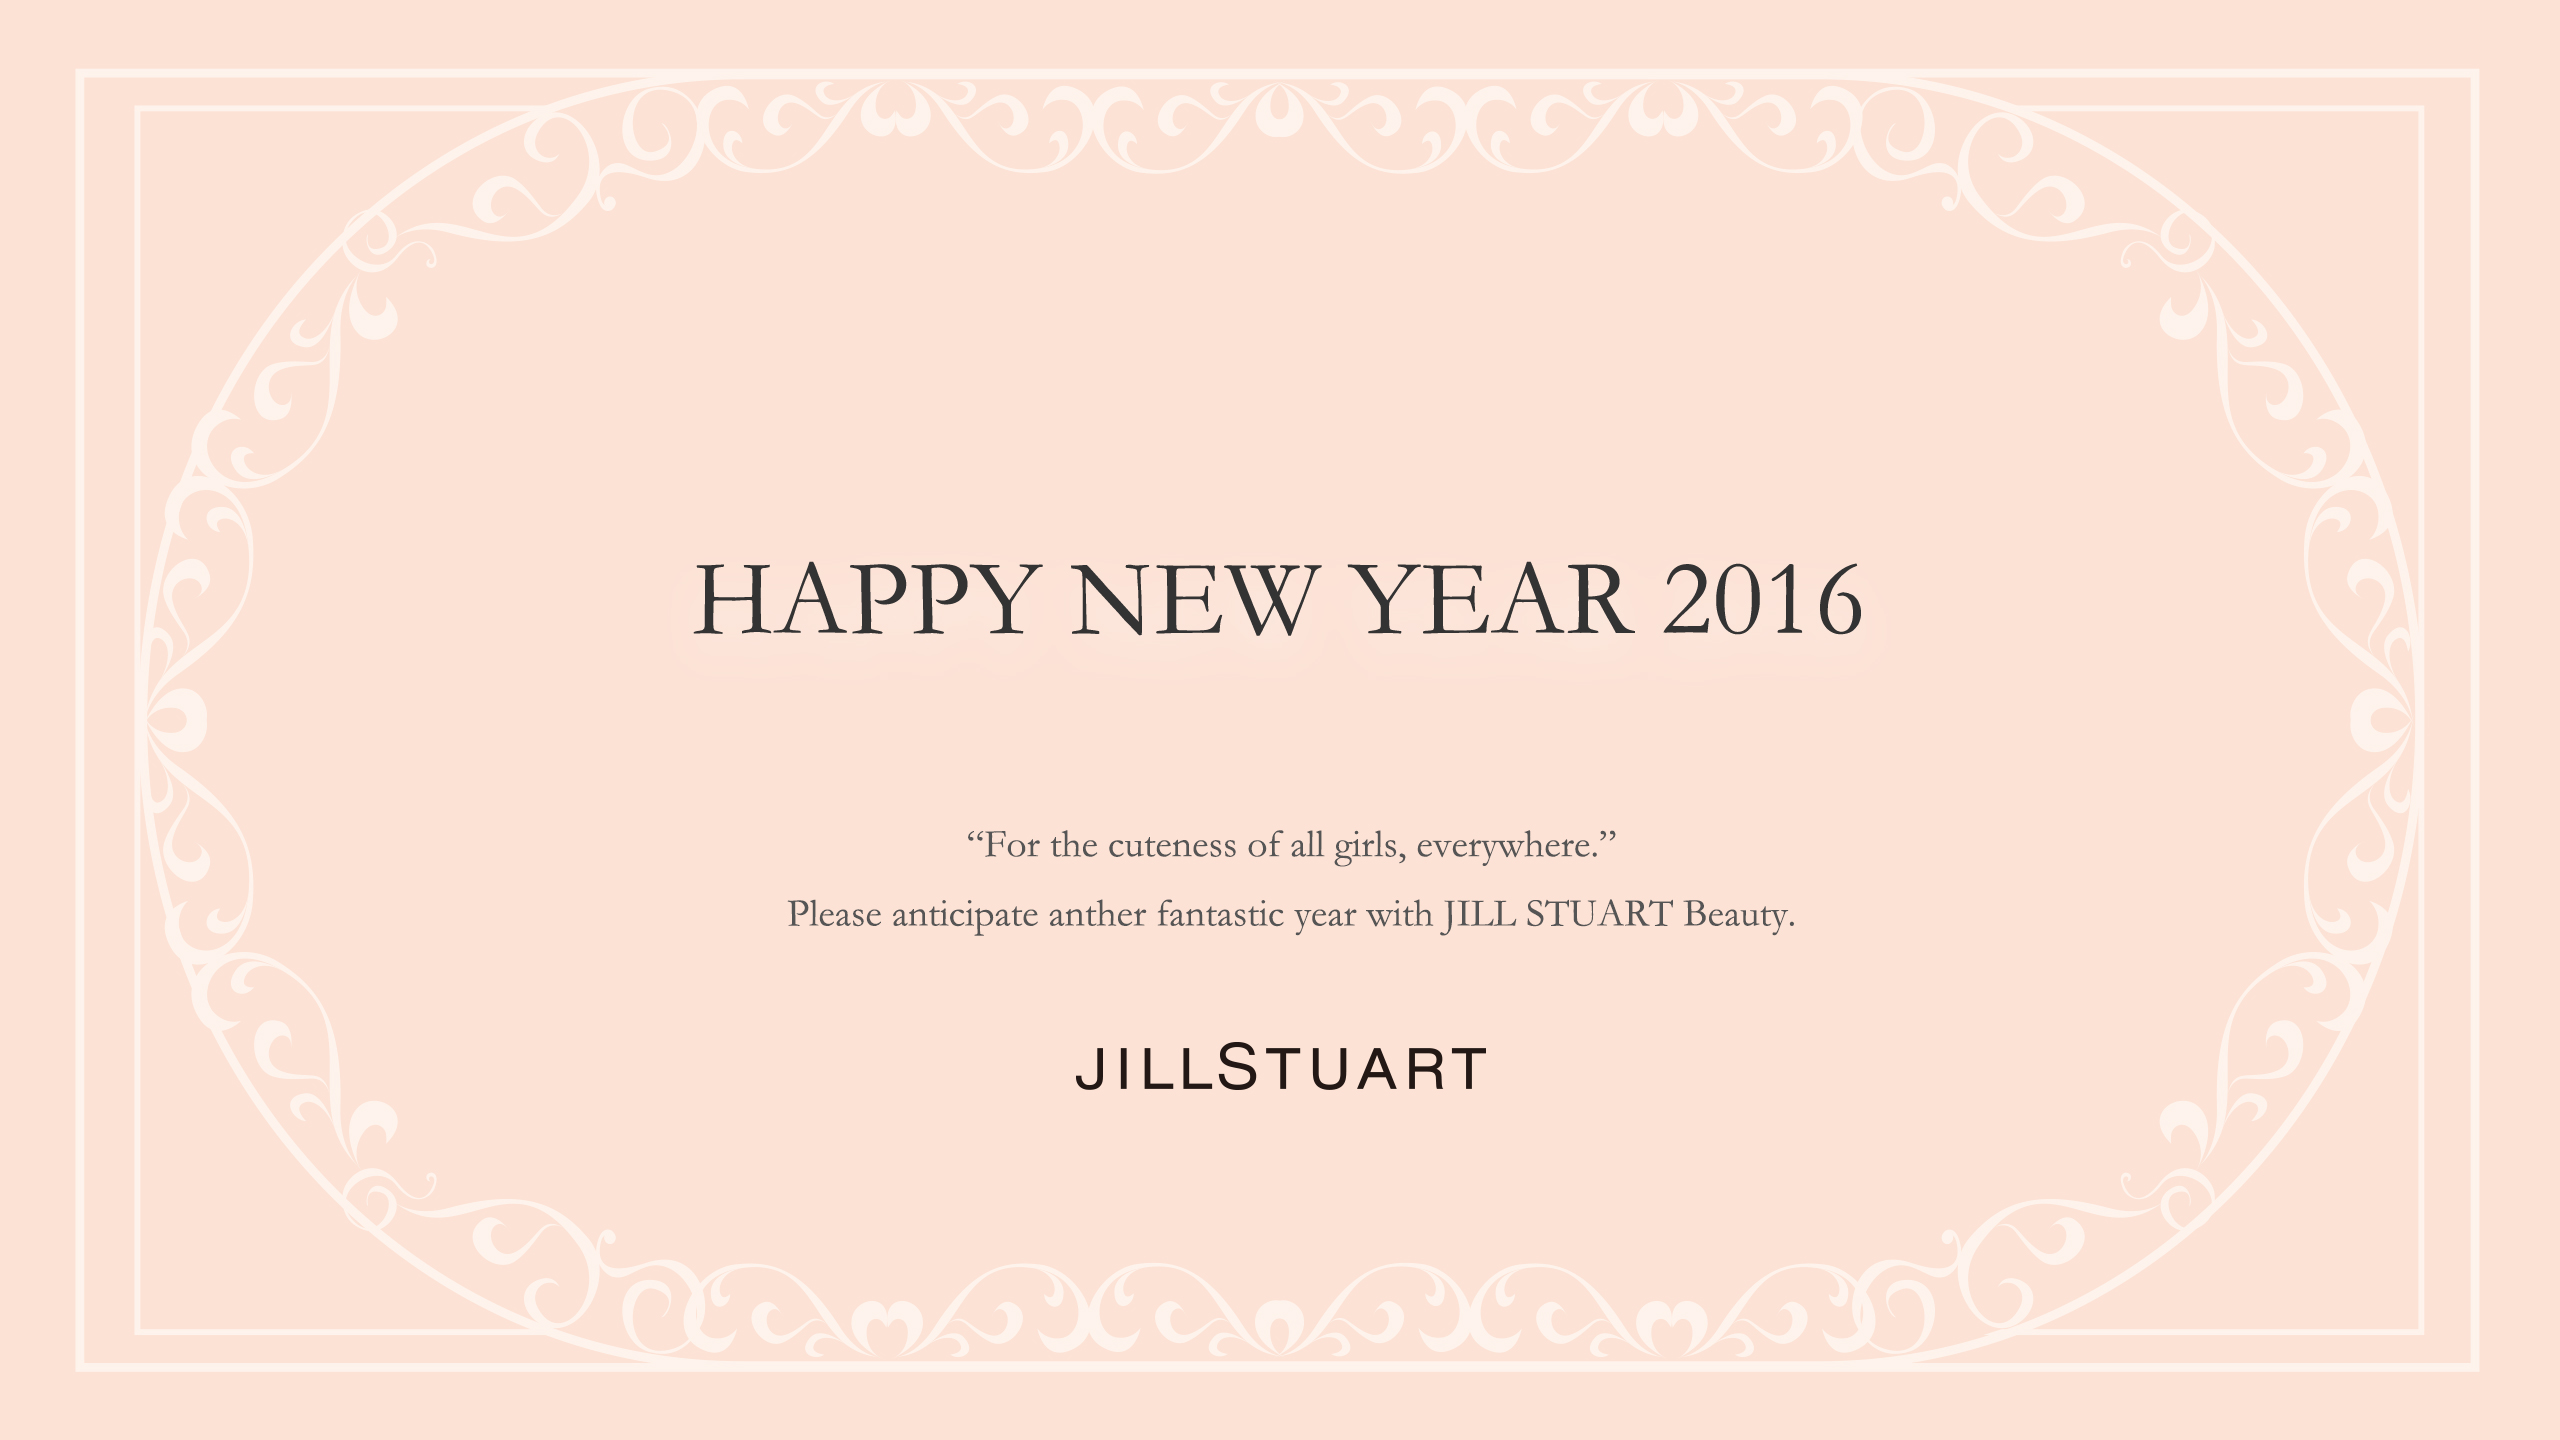 HAPPY NEW YEAR 2016
“For the cuteness of all girls, everywhere.”
Please anticipate anther fantastic year with JILL STUART Beauty.
JILLSTUART